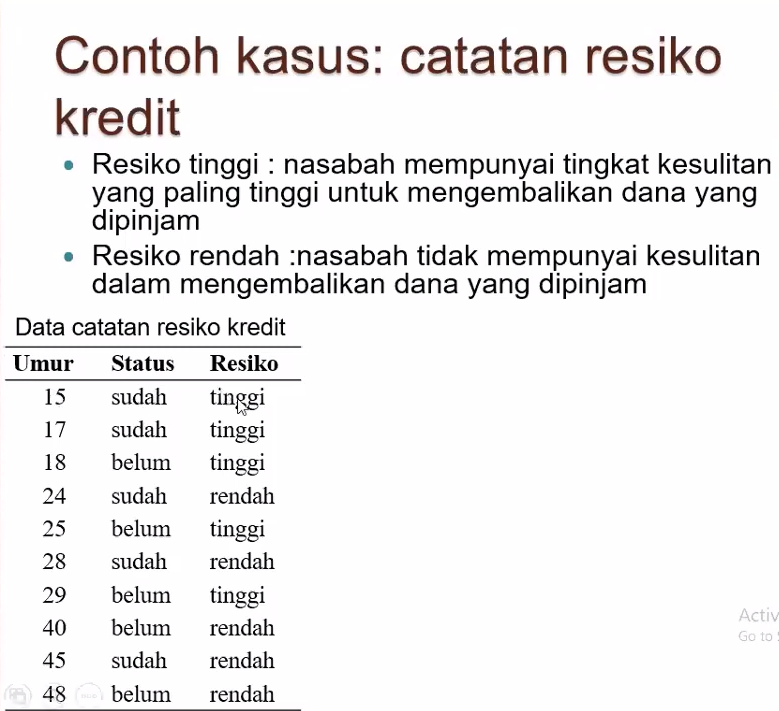 Contoh kasus: catatan resiko
kredit
Resiko tinggi : nasabah mempunyai tingkat kesulitan
yang paling tinggi untuk mengembalikan dana yang
dipinjam
Resiko rendah :nasabah tidak mempunyai kesulitan
dalam mengembalikan dana yang dipinjam
Data catatan resiko kredit
Umur Status Resiko
15 sudah tinggi
17 sudah tinggi
18 belum tinggi
24 sudah rendah
25 belum tinggi
28 sudah rendah
29 belum tinggi
40 belum rendah
45 sudah rendah
48 belum rendah
Activ
Go to